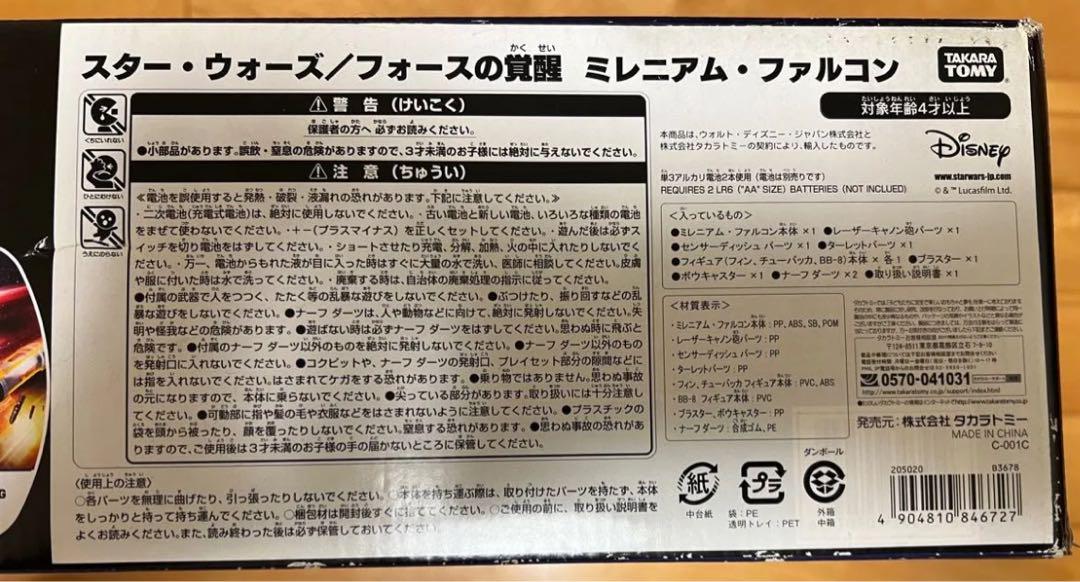 スター・ウォーズ／フォースの覚醒 ミレニアム・ファルコン
かく せい
TAKARA TOMY
対象年齢4才以上
くちにいれない
ひとにむけない
うえにのらない
⚠警告（けいこく）
保護者の方へ 必ずお読みください。
●小部品があります。誤飲・窒息の危険がありますので、3才未満のお子様には絶対に与えないでください。
⚠注意（ちゅうい）
≪電池を誤使用すると発熱・破裂・液漏れの恐れがあります。下記に注意してください。≫
・二次電池（充電式電池）は、絶対に使用しないでください。・古い電池と新しい電池、いろいろな種類の電池
をまぜて使わないでください。・＋－（プラスマイナス）を正しくセットしてください。・遊んだ後は必ずス
イッチを切り電池をはずしてください。・ショートさせたり充電、分解、加熱、火の中に入れたりしないでく
ださい。・万一、電池からもれた液が目に入った時はすぐに大量の水で洗い、医師に相談してください。皮膚
や服に付いた時は水で洗ってください。・廃棄する時は、自治体の廃棄処理の指示に従ってください。
●付属の武器で人をつつく、たたく等の乱暴な遊びをしないでください。●ぶつけたり、振り回すなどの乱
暴な遊びをしないでください。●ナーフ ダーツは、人や動物などに向けて、絶対に発射しないでください。失
明や怪我などの危険があります。●遊ばない時は必ずナーフ ダーツをはずしてください。思わぬ時に飛ぶと
危険です。●付属のナーフ ダーツ以外のものを絶対に発射しないでください。●ナーフ ダーツ以外のもの
を発射口に入れないでください。●コクピットや、ナーフ ダーツの発射口、プレイセット部分の隙間などに
は指を入れないでください。はさまれてケガをする恐れがあります。●乗り物ではありません。思わぬ事故
の元になりますので、本体に乗らないでください。●尖っている部分があります。取り扱いには十分注意し
てください。●可動部に指や髪の毛や衣服などをはさまれないように注意してください。●プラスチックの
袋を頭から被ったり、顔を覆ったりしないでください。窒息する恐れがあります。●思わぬ事故の恐れがあ
りますので、ご使用後は3才未満のお子様の手の届かないところに保管してください。
〈使用上の注意〉
○各パーツを無理に曲げたり、引っ張ったりしないでください。○本体を持ち運ぶ際は、取り付けたパーツを持たず、本体
をしっかりと持って持ち運んでください。○梱包材は開封後すぐに捨ててください。○ご使用の前に、取り扱い説明書を
よくお読みください。また、読み終わった後は必ず保管しておいてください。
本商品は、ウォルト・ディズニー・ジャパン株式会社と
株式会社タカラトミーの契約により、輸入したものです。
Disney
www.starwars-jp.com
© & ™ Lucasfilm Ltd.
単3アルカリ電池2本使用（電池は別売りです）
REQUIRES 2 LR6 ("AA" SIZE) BATTERIES (NOT INCLUDED)
＜入っているもの＞
●ミレニアム・ファルコン本体 ×1 ●レーザーキャノン砲パーツ ×1
●センサーディッシュ パーツ ×1 ●ターレットパーツ ×1
●フィギュア（フィン、チューバッカ、BB-8）本体 × 各1 ●ブラスター ×1
●ボウキャスター ×1 ●ナーフ ダーツ ×2 ●取り扱い説明書 ×1
＜材質表示＞
・ミレニアム・ファルコン本体：PP, ABS, SB, POM
・レーザーキャノン砲パーツ：PP
・センサーディッシュ パーツ：PP
・ターレットパーツ：PP
・フィン、チューバッカ フィギュア本体：PVC, ABS
・BB-8 フィギュア本体：PVC
・ブラスター、ボウキャスター：PP
・ナーフ ダーツ：合成ゴム、PE
〒124-8511 東京都葛飾区立石 7-9-10
0570-041031
http://www.takaratomy.co.jp/support/index.html
発売元：株式会社 タカラトミー
MADE IN CHINA
C-001C
紙
中台紙
プラ
袋：PE
透明トレイ：PET
ダンボール
外箱
中箱
205020
B3678
4 904810 846727